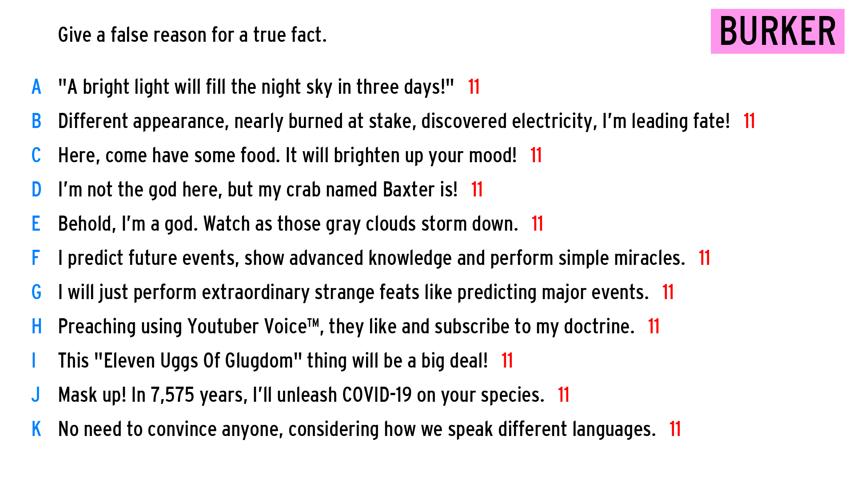 Give a false reason for a true fact.
BURKER
A "A bright light will fill the night sky in three days!" 11
B Different appearance, nearly burned at stake, discovered electricity, I'm leading fate! 11
C Here, come have some food. It will brighten up your mood! 11
D I'm not the god here, but my crab named Baxter is! 11
E Behold, I'm a god. Watch as those gray clouds storm down. 11
F I predict future events, show advanced knowledge and perform simple miracles. 11
G I will just perform extraordinary strange feats like predicting major events. 11
H Preaching using Youtuber Voice™, they like and subscribe to my doctrine. 11
I This "Eleven Uggs Of Glugdom" thing will be a big deal! 11
J Mask up! In 7,575 years, I'll unleash COVID-19 on your species. 11
K No need to convince anyone, considering how we speak different languages. 11